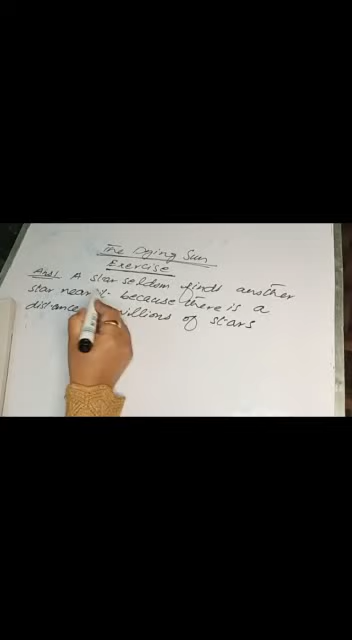 The Dying Sun
Exercise
Ans1. A star seldom finds another
star near it because there is a
distance millions of stars